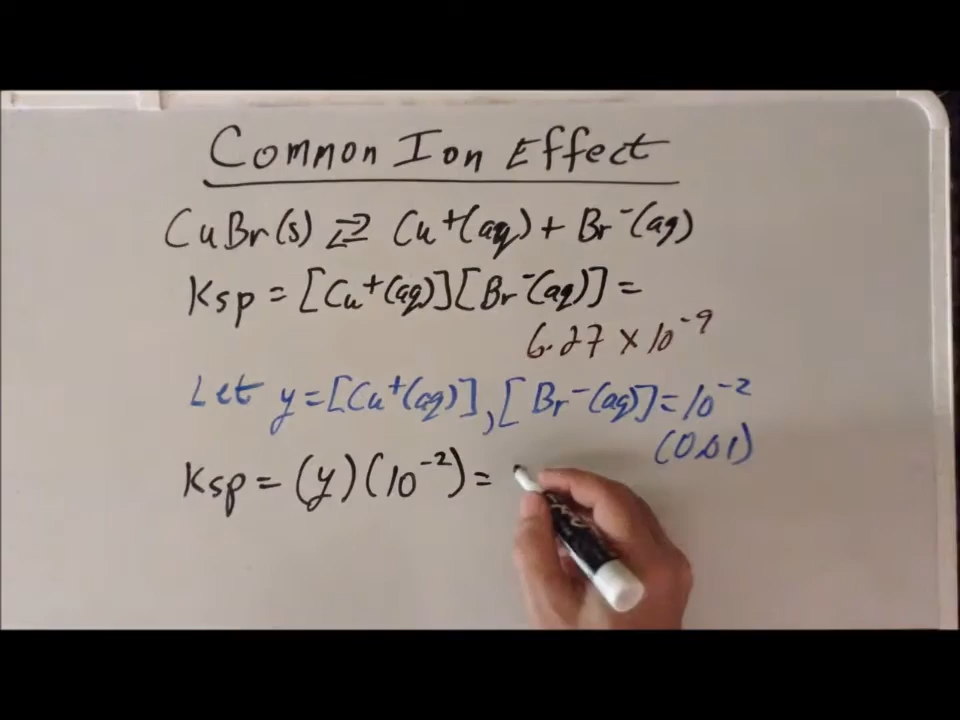 Common Ion Effect
CuBr(s) ⇄ Cu⁺(aq) + Br⁻(aq)
Ksp = [Cu⁺(aq)][Br⁻(aq)] =
6.27 × 10⁻⁹
Let y = [Cu⁺(aq)], [Br⁻(aq)] = 10⁻²
(0.01)
Ksp = (y)(10⁻²) =